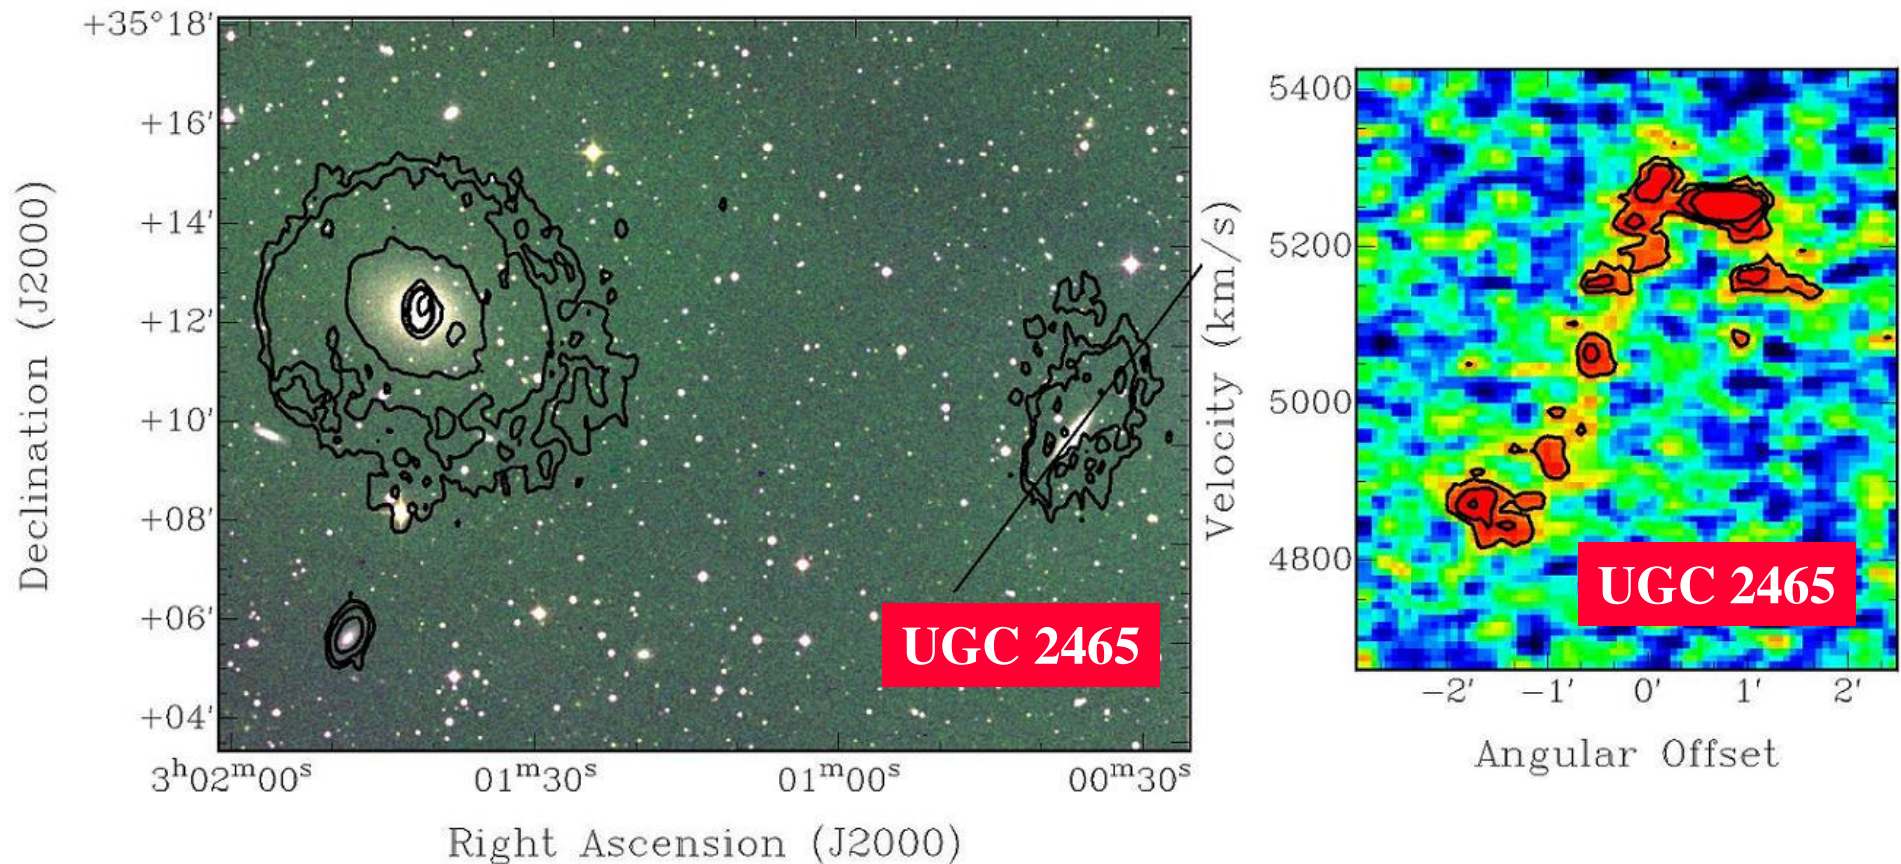 +35°18'
+16'
+14'
+12'
+10'
+08'
+06'
+04'
Declination (J2000)
3h02m00s
01m30s
01m00s
00m30s
Right Ascension (J2000)
UGC 2465
5400
5200
5000
4800
Velocity (km/s)
−2'
−1'
0'
1'
2'
Angular Offset
UGC 2465